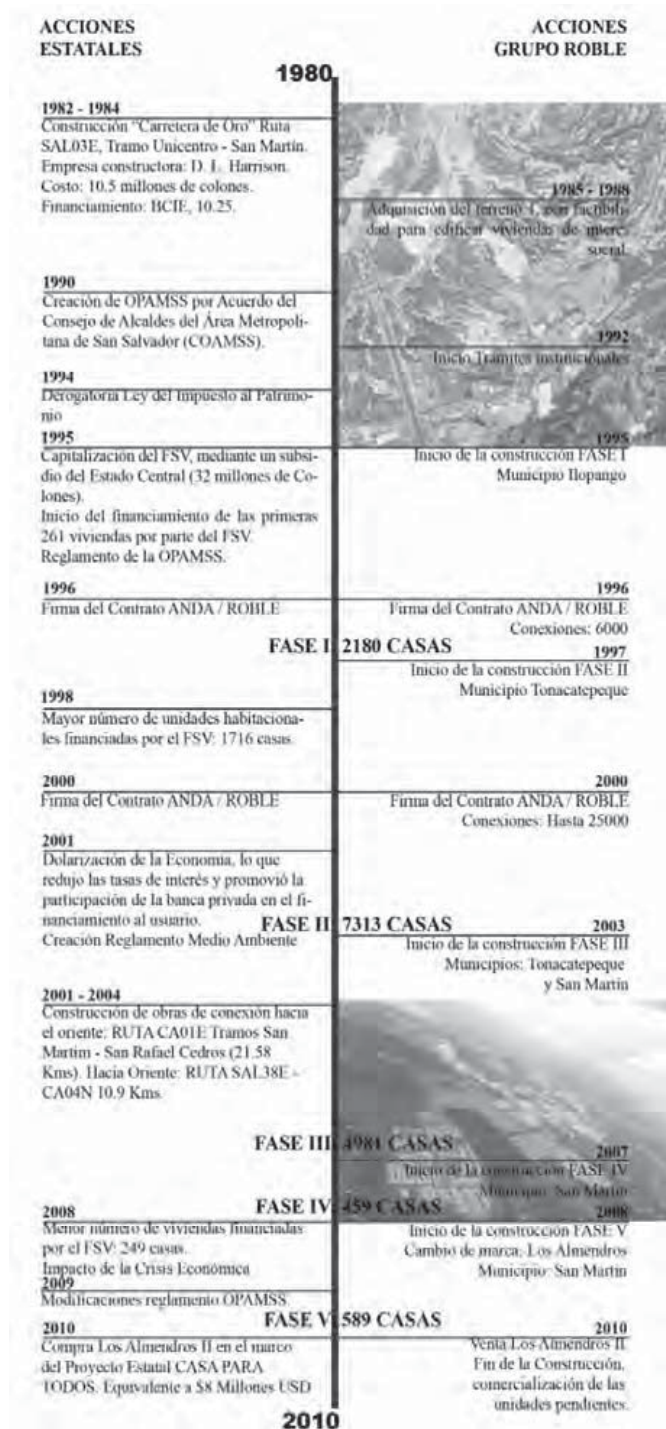 ACCIONES
ESTATALES
ACCIONES
GRUPO ROBLE
1980
1982 - 1984
Construcción "Carretera de Oro" Ruta
SAL03E, Tramo Unicentro - San Martín.
Empresa constructora: D. L. Harrison.
Costo: 10.5 millones de colones.
Financiamiento: BCIE, 10.25.
1985 - 1988
Adquisición del terreno 1, con factibili-
dad para edificar viviendas de interes
social.
1990
Creación de OPAMSS por Acuerdo del
Consejo de Alcaldes del Área Metropoli-
tana de San Salvador (COAMSS).
1992
Inicio Trámites institucionales
1994
Derogatoria Ley del Impuesto al Patrimo-
nio
1995
Capitalización del FSV, mediante un subsi-
dio del Estado Central (32 millones de Co-
lones).
Inicio del financiamiento de las primeras
261 viviendas por parte del FSV.
Reglamento de la OPAMSS.
1995
Inicio de la construcción FASE I
Municipio Ilopango
1996
Firma del Contrato ANDA / ROBLE
1996
Firma del Contrato ANDA / ROBLE
Conexiones: 6000
FASE I: 2180 CASAS
1997
Inicio de la construcción FASE II
Municipio Tonacatepeque
1998
Mayor número de unidades habitaciona-
les financiadas por el FSV: 1716 casas.
2000
Firma del Contrato ANDA / ROBLE
2000
Firma del Contrato ANDA / ROBLE
Conexiones: Hasta 25000
2001
Dolarización de la Economía, lo que
redujo las tasas de interés y promovió la
participación de la banca privada en el fi-
nanciamiento al usuario.
Creación Reglamento Medio Ambiente
FASE II: 7313 CASAS
2003
Inicio de la construcción FASE III
Municipios: Tonacatepeque
y San Martín
2001 - 2004
Construcción de obras de conexión hacia
el oriente: RUTA CA01E Tramos San
Martim - San Rafael Cedros (21.58
Kms). Hacia Oriente: RUTA SAL38E -
CA04N 10.9 Kms.
FASE III: 4981 CASAS
2007
Inicio de la construcción FASE IV
Municipio: San Martín
FASE IV: 459 CASAS
2008
Menor número de viviendas financiadas
por el FSV: 249 casas.
Impacto de la Crisis Económica
2008
Inicio de la construcción FASE V
Cambio de marca: Los Almendros
Municipio: San Martín
2009
Modificaciones reglamento OPAMSS.
FASE V: 589 CASAS
2010
Compra Los Almendros II en el marco
del Proyecto Estatal CASA PARA
TODOS. Equivalente a $8 Millones USD
2010
Venta Los Almendros II
Fin de la Construcción,
comercialización de las
unidades pendientes.
2010